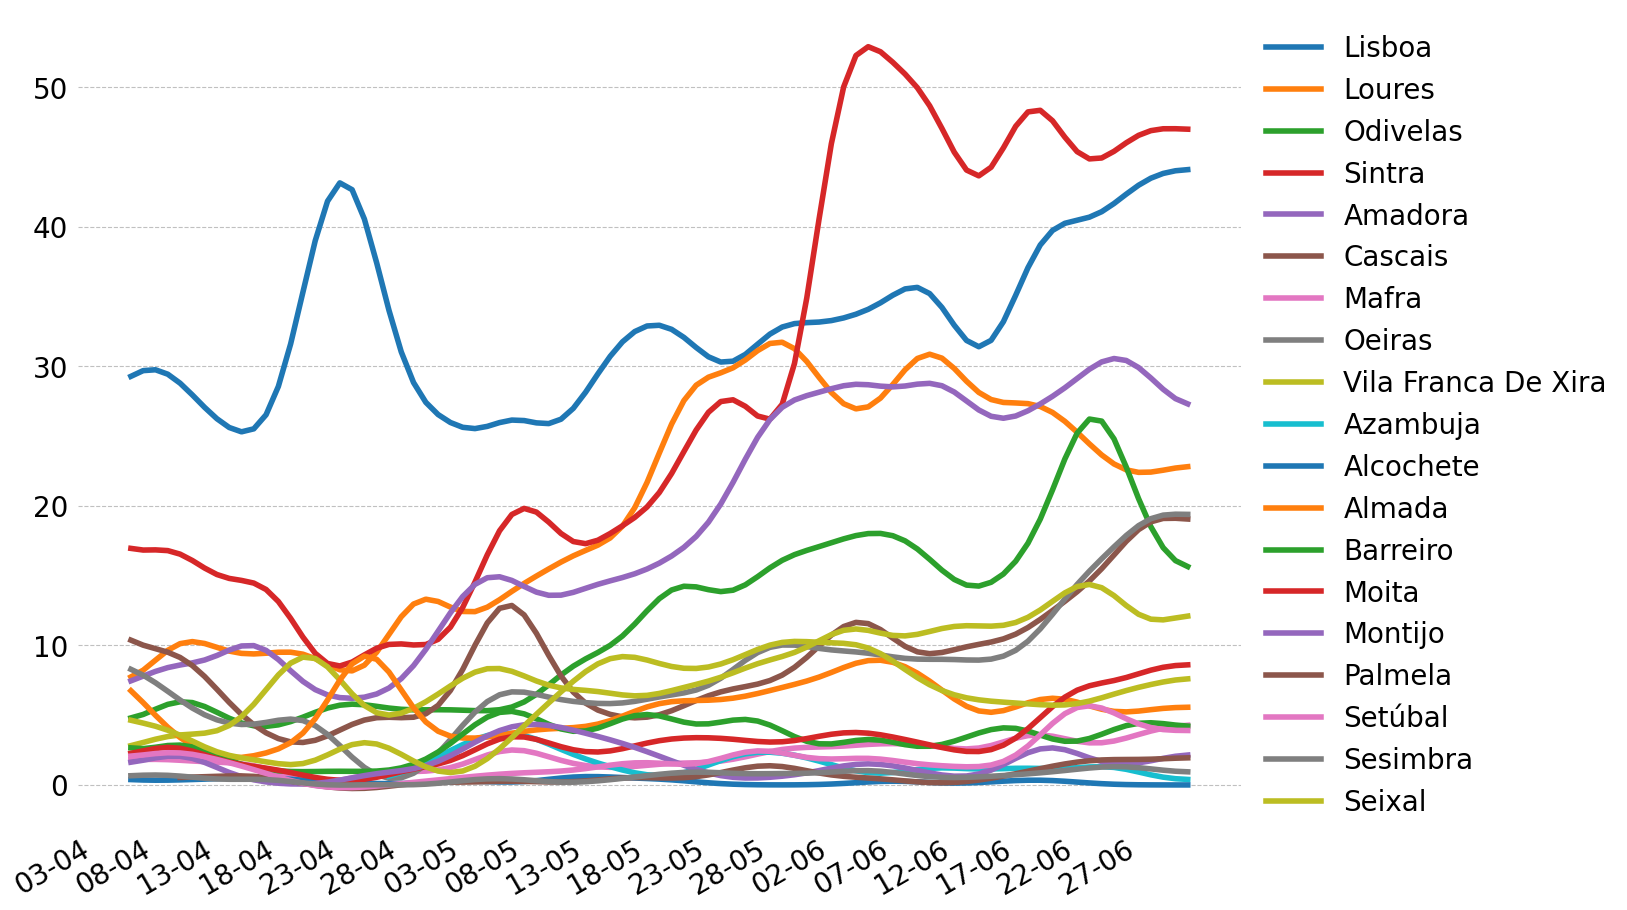 50
40
30
20
10
0
03-04
08-04
13-04
18-04
23-04
28-04
03-05
08-05
13-05
18-05
23-05
28-05
02-06
07-06
12-06
17-06
22-06
27-06
Lisboa
Loures
Odivelas
Sintra
Amadora
Cascais
Mafra
Oeiras
Vila Franca De Xira
Azambuja
Alcochete
Almada
Barreiro
Moita
Montijo
Palmela
Setúbal
Sesimbra
Seixal